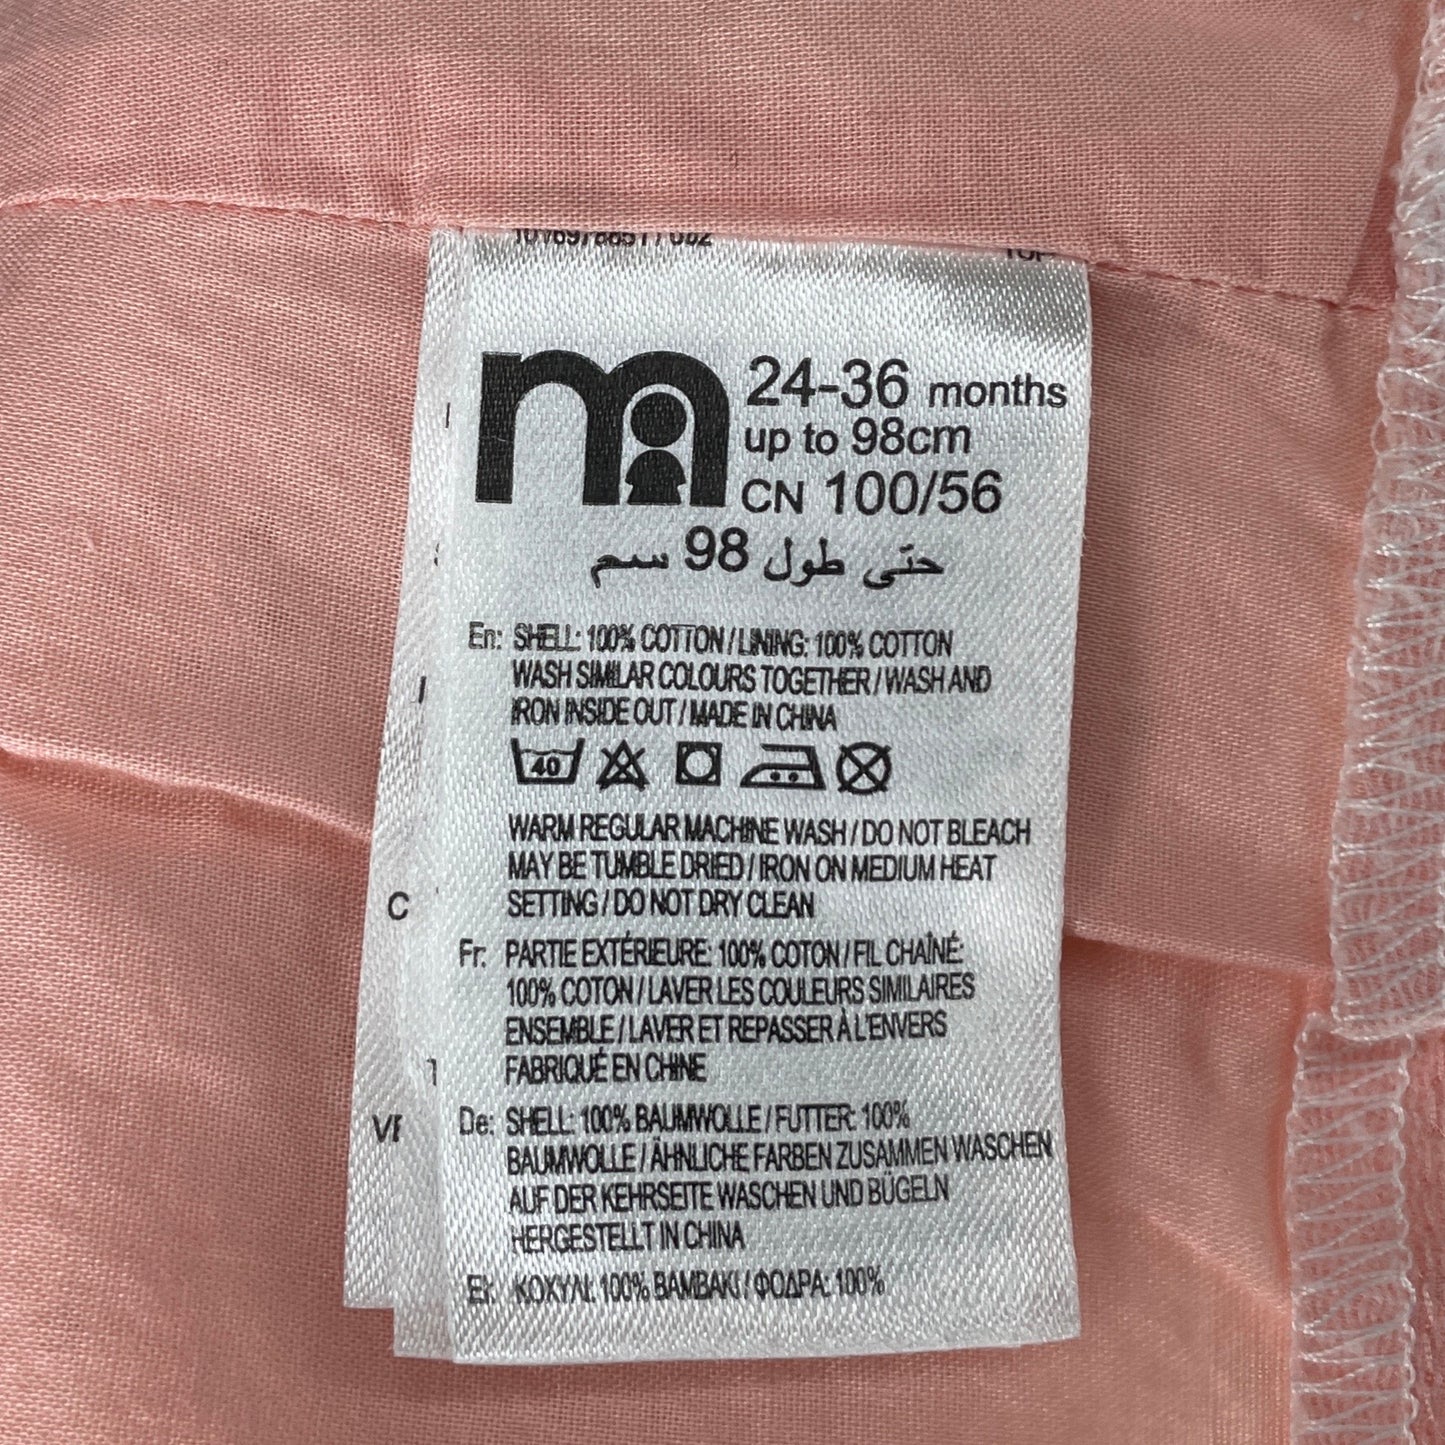 24-36 months
up to 98cm
CN 100/56
حتّى طول 98 سم
En: SHELL: 100% COTTON / LINING: 100% COTTON
WASH SIMILAR COLOURS TOGETHER / WASH AND
IRON INSIDE OUT / MADE IN CHINA
40
WARM REGULAR MACHINE WASH / DO NOT BLEACH
MAY BE TUMBLE DRIED / IRON ON MEDIUM HEAT
SETTING / DO NOT DRY CLEAN
Fr: PARTIE EXTÉRIEURE: 100% COTON / FIL CHAÎNÉ:
100% COTON / LAVER LES COULEURS SIMILAIRES
ENSEMBLE / LAVER ET REPASSER À L'ENVERS
FABRIQUÉ EN CHINE
De: SHELL: 100% BAUMWOLLE / FUTTER: 100%
BAUMWOLLE / ÄHNLICHE FARBEN ZUSAMMEN WASCHEN
AUF DER KEHRSEITE WASCHEN UND BÜGELN
HERGESTELLT IN CHINA
Ελ: ΚΟΧΥΛΙ: 100% ΒΑΜΒΑΚΙ / ΦΟΔΡΑ: 100%